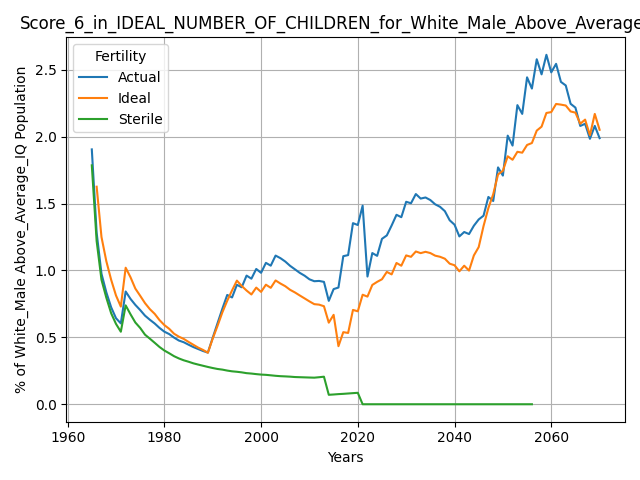 Score_6_in_IDEAL_NUMBER_OF_CHILDREN_for_White_Male_Above_Average
Fertility
Actual
Ideal
Sterile
% of White_Male Above_Average_IQ Population
2.5
2.0
1.5
1.0
0.5
0.0
1960 1980 2000 2020 2040 2060
Years